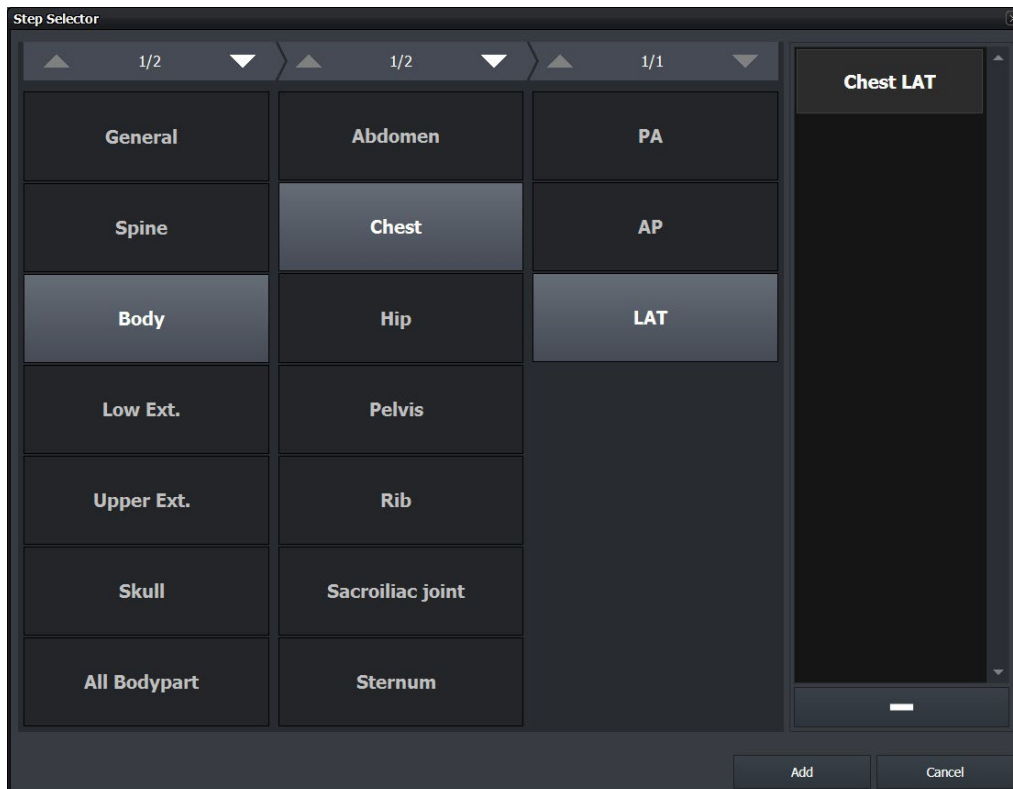 Step Selector
1/2
1/2
1/1
General
Abdomen
PA
Spine
Chest
AP
Body
Hip
LAT
Low Ext.
Pelvis
Upper Ext.
Rib
Skull
Sacroiliac joint
All Bodypart
Sternum
Chest LAT
Add
Cancel